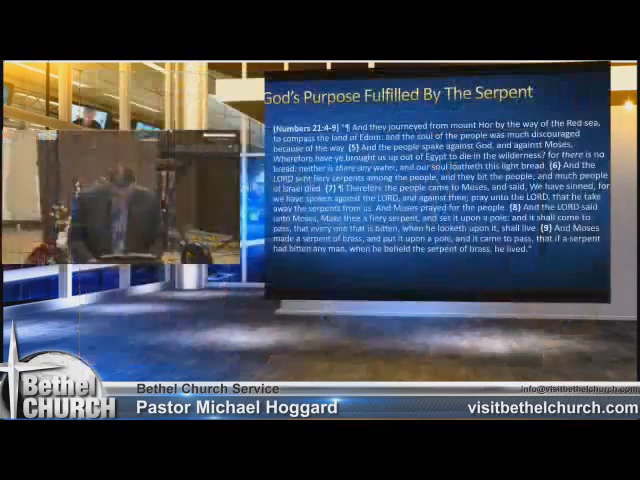 God's Purpose Fulfilled By The Serpent
(Numbers 21:4-9) "¶ And they journeyed from mount Hor by the way of the Red sea,
to compass the land of Edom: and the soul of the people was much discouraged
because of the way. {5} And the people spake against God, and against Moses,
Wherefore have ye brought us up out of Egypt to die in the wilderness? for there is no
bread, neither is there any water; and our soul loatheth this light bread. {6} And the
LORD sent fiery serpents among the people, and they bit the people; and much people
of Israel died. {7} ¶ Therefore the people came to Moses, and said, We have sinned, for
we have spoken against the LORD, and against thee; pray unto the LORD, that he take
away the serpents from us. And Moses prayed for the people. {8} And the LORD said
unto Moses, Make thee a fiery serpent, and set it upon a pole: and it shall come to
pass, that every one that is bitten, when he looketh upon it, shall live. {9} And Moses
made a serpent of brass, and put it upon a pole, and it came to pass, that if a serpent
had bitten any man, when he beheld the serpent of brass, he lived."
Bethel
CHURCH
Bethel Church Service
info@visitbethelchurch.com
Pastor Michael Hoggard
visitbethelchurch.com